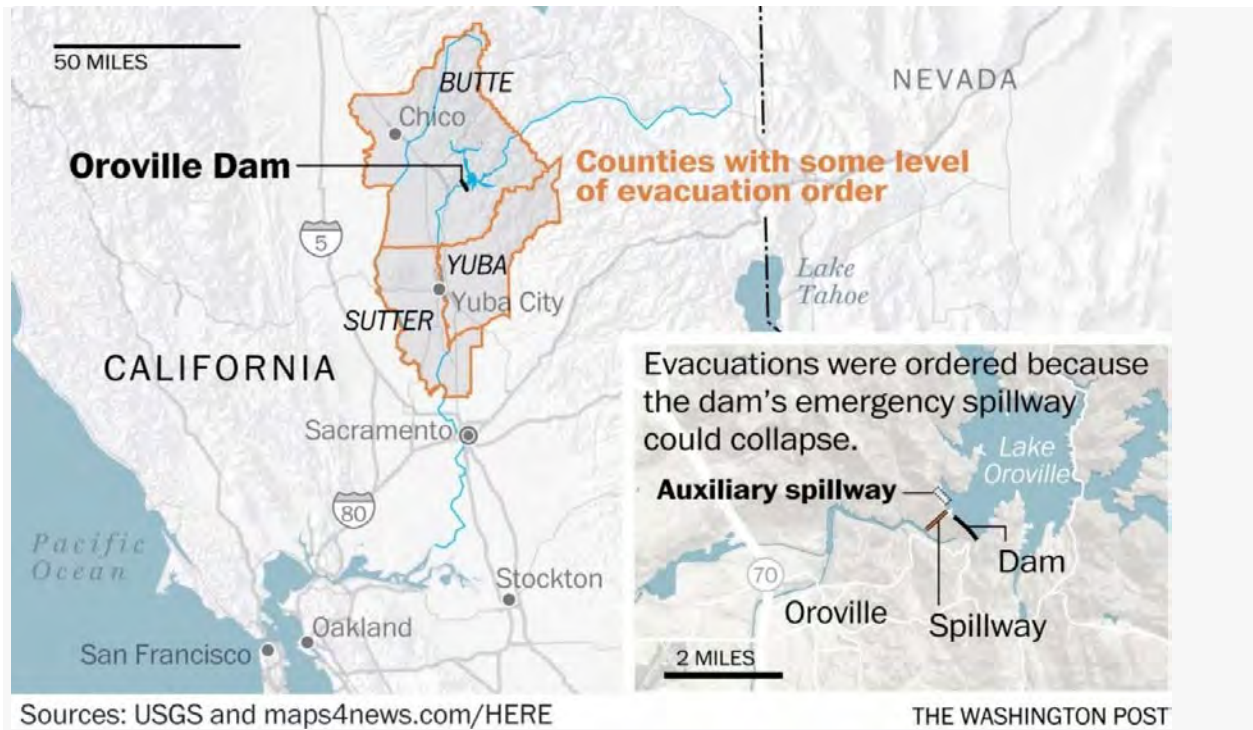 50 MILES
BUTTE
NEVADA
Chico
Oroville Dam
Counties with some level
of evacuation order
5
YUBA
Lake
Tahoe
Yuba City
SUTTER
CALIFORNIA
Sacramento
80
Pacific
Ocean
Stockton
Oakland
San Francisco
Evacuations were ordered because
the dam's emergency spillway
could collapse.
Lake
Oroville
Auxiliary spillway
Dam
70
Oroville
Spillway
2 MILES
Sources: USGS and maps4news.com/HERE
THE WASHINGTON POST